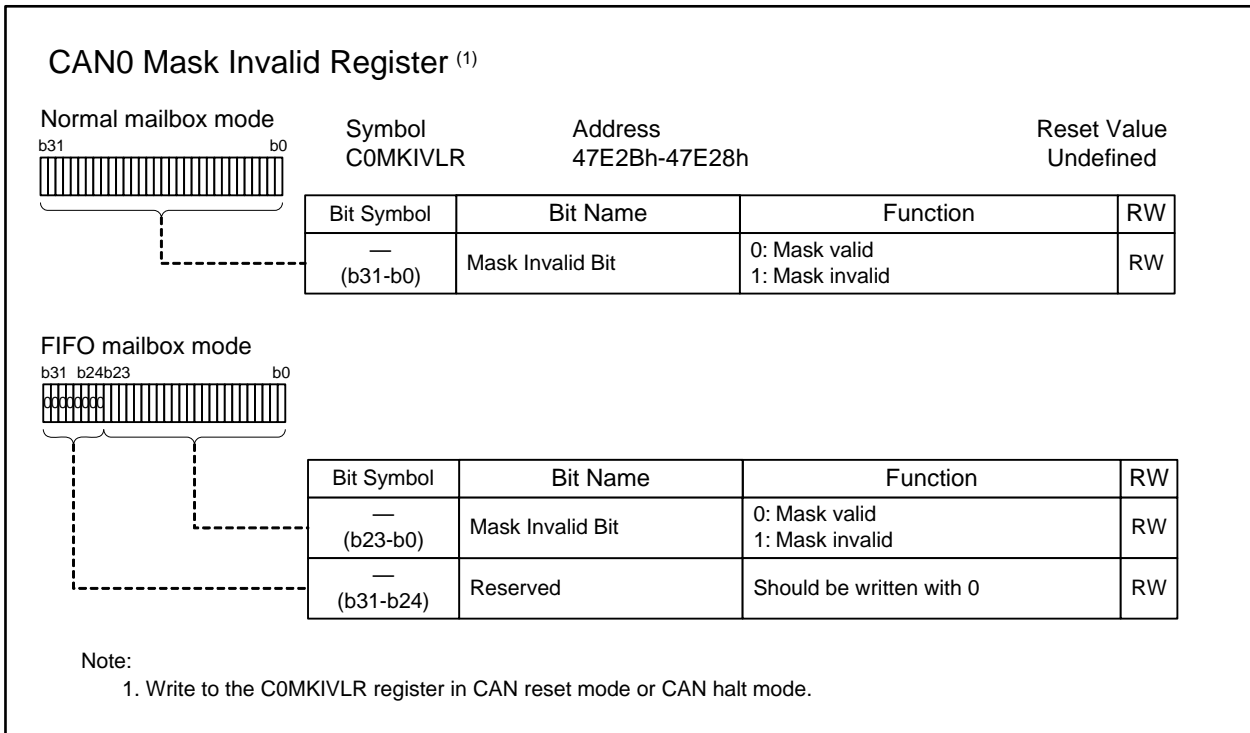 CAN0 Mask Invalid Register (1)
Normal mailbox mode
b31 b0
Symbol Address Reset Value
C0MKIVLR 47E2Bh-47E28h Undefined
Bit Symbol Bit Name Function RW
— (b31-b0) Mask Invalid Bit 0: Mask valid 1: Mask invalid RW
FIFO mailbox mode
b31 b24b23 b0
00000000
Bit Symbol Bit Name Function RW
— (b23-b0) Mask Invalid Bit 0: Mask valid 1: Mask invalid RW
— (b31-b24) Reserved Should be written with 0 RW
Note:
1. Write to the C0MKIVLR register in CAN reset mode or CAN halt mode.